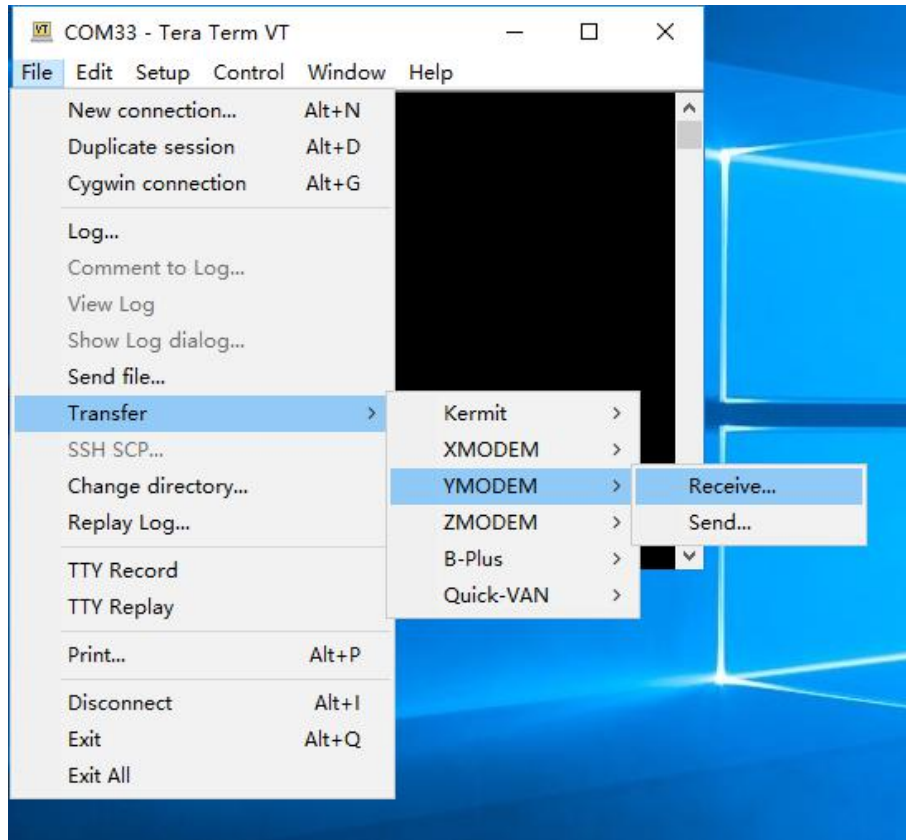 COM33 - Tera Term VT
File Edit Setup Control Window Help
New connection... Alt+N
Duplicate session Alt+D
Cygwin connection Alt+G
Log...
Comment to Log...
View Log
Show Log dialog...
Send file...
Transfer
SSH SCP...
Change directory...
Replay Log...
TTY Record
TTY Replay
Print... Alt+P
Disconnect Alt+I
Exit Alt+Q
Exit All
Kermit
XMODEM
YMODEM
ZMODEM
B-Plus
Quick-VAN
Receive...
Send...